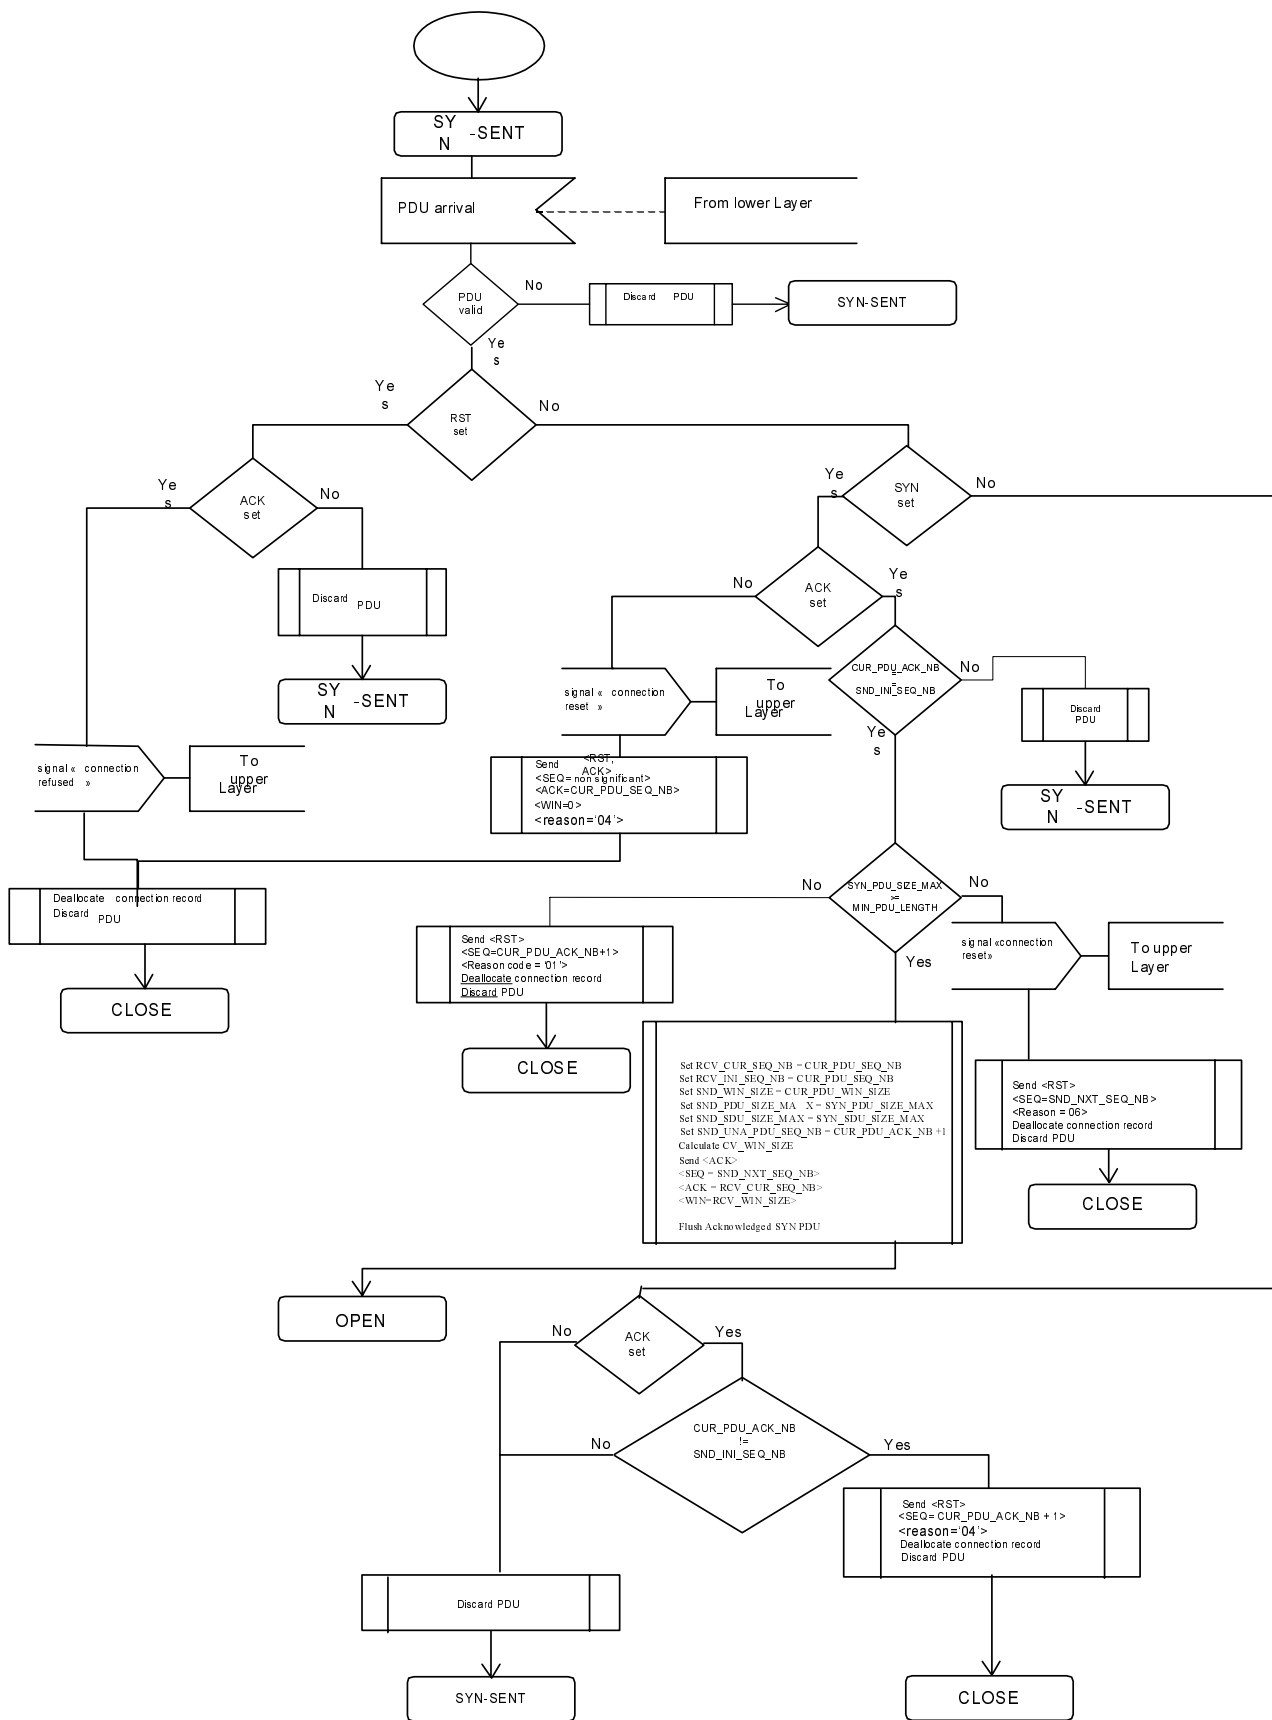 SY
N -SENT
PDU arrival
From lower Layer
PDU
valid
No
Discard PDU
SYN-SENT
Ye
s
Ye
s
RST
set
No
Ye
s
ACK
set
No
Ye
s
SYN
set
No
Discard PDU
SY
N -SENT
No
ACK
set
Ye
s
CUR_PDU_ACK_NB
==
SND_INI_SEQ_NB
No
Discard
PDU
SY
N -SENT
Ye
s
signal « connection
reset »
To
upper
Layer
signal « connection
refused »
To
upper
Layer
Send <RST,
ACK>
<SEQ= non significant>
<ACK=CUR_PDU_SEQ_NB>
<WIN=0>
<reason=‘04’>
Deallocate connection record
Discard PDU
CLOSE
No
SYN_PDU_SIZE_MAX
>=
MIN_PDU_LENGTH
No
Yes
Send <RST>
<SEQ=CUR_PDU_ACK_NB+1>
<Reason code = '01'>
Deallocate connection record
Discard PDU
CLOSE
signal «connection
reset»
To upper
Layer
Send <RST>
<SEQ=SND_NXT_SEQ_NB>
<Reason = 06>
Deallocate connection record
Discard PDU
CLOSE
Set RCV_CUR_SEQ_NB = CUR_PDU_SEQ_NB
Set RCV_INI_SEQ_NB = CUR_PDU_SEQ_NB
Set SND_WIN_SIZE = CUR_PDU_WIN_SIZE
Set SND_PDU_SIZE_MA X = SYN_PDU_SIZE_MAX
Set SND_SDU_SIZE_MAX = SYN_SDU_SIZE_MAX
Set SND_UNA_PDU_SEQ_NB = CUR_PDU_ACK_NB +1
Calculate CV_WIN_SIZE
Send <ACK>
<SEQ = SND_NXT_SEQ_NB>
<ACK = RCV_CUR_SEQ_NB>
<WIN=RCV_WIN_SIZE>
Flush Acknowledged SYN PDU
OPEN
No
ACK
set
Yes
No
CUR_PDU_ACK_NB
!=
SND_INI_SEQ_NB
Yes
Send <RST>
<SEQ= CUR_PDU_ACK_NB + 1>
<reason=‘04’>
Deallocate connection record
Discard PDU
Discard PDU
SYN-SENT
CLOSE